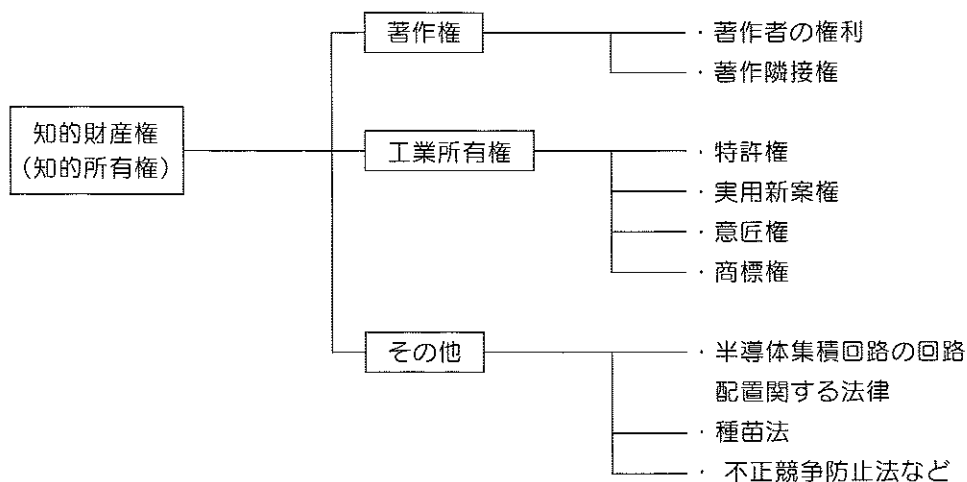 著作権
・著作者の権利
・著作隣接権
知的財産権
(知的所有権)
工業所有権
・特許権
・実用新案権
・意匠権
・商標権
その他
・半導体集積回路の回路
配置関する法律
・種苗法
・不正競争防止法など